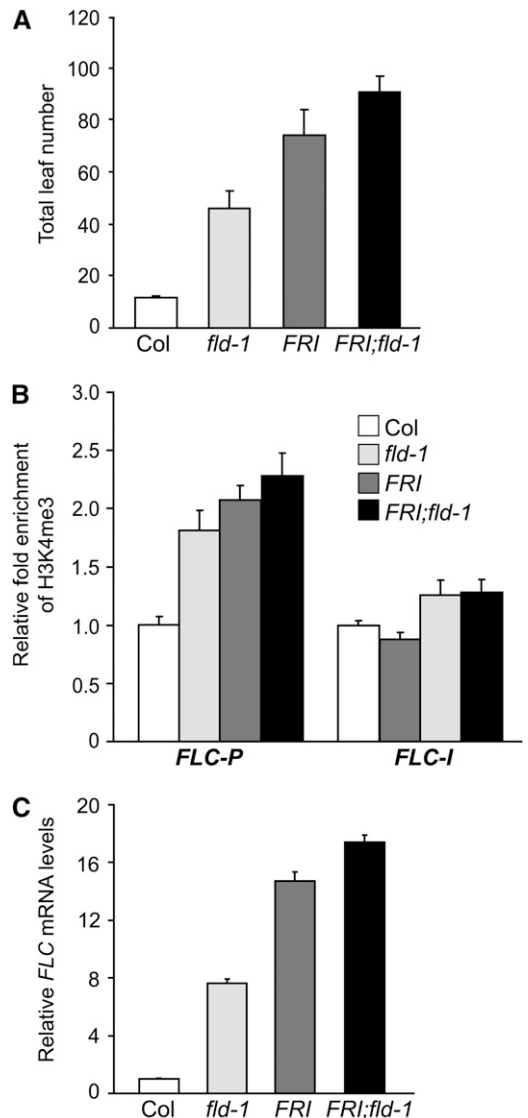 A
120
100
80
60
40
20
0
Total leaf number
Col fld-1 FRI FRI;fld-1
B
3.0
2.5
2.0
1.5
1.0
0.5
0
Relative fold enrichment
of H3K4me3
Col
fld-1
FRI
FRI;fld-1
FLC-P FLC-I
C
20
16
12
8
4
0
Relative FLC mRNA levels
Col fld-1 FRI FRI;fld-1